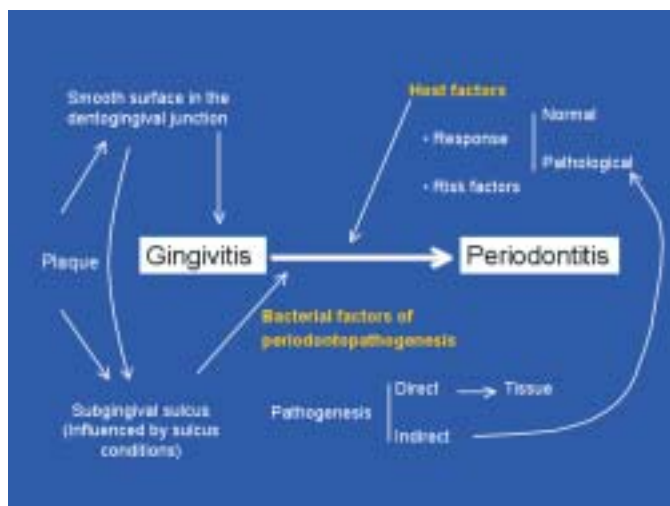 Smooth surface in the
dentogingival junction
Host factors
• Response
Normal
Pathological
• Risk factors
Plaque
Gingivitis
Periodontitis
Bacterial factors of
periodontopathogenesis
Subgingival sulcus
(Influenced by sulcus
conditions)
Pathogenesis
Direct
Tissue
Indirect